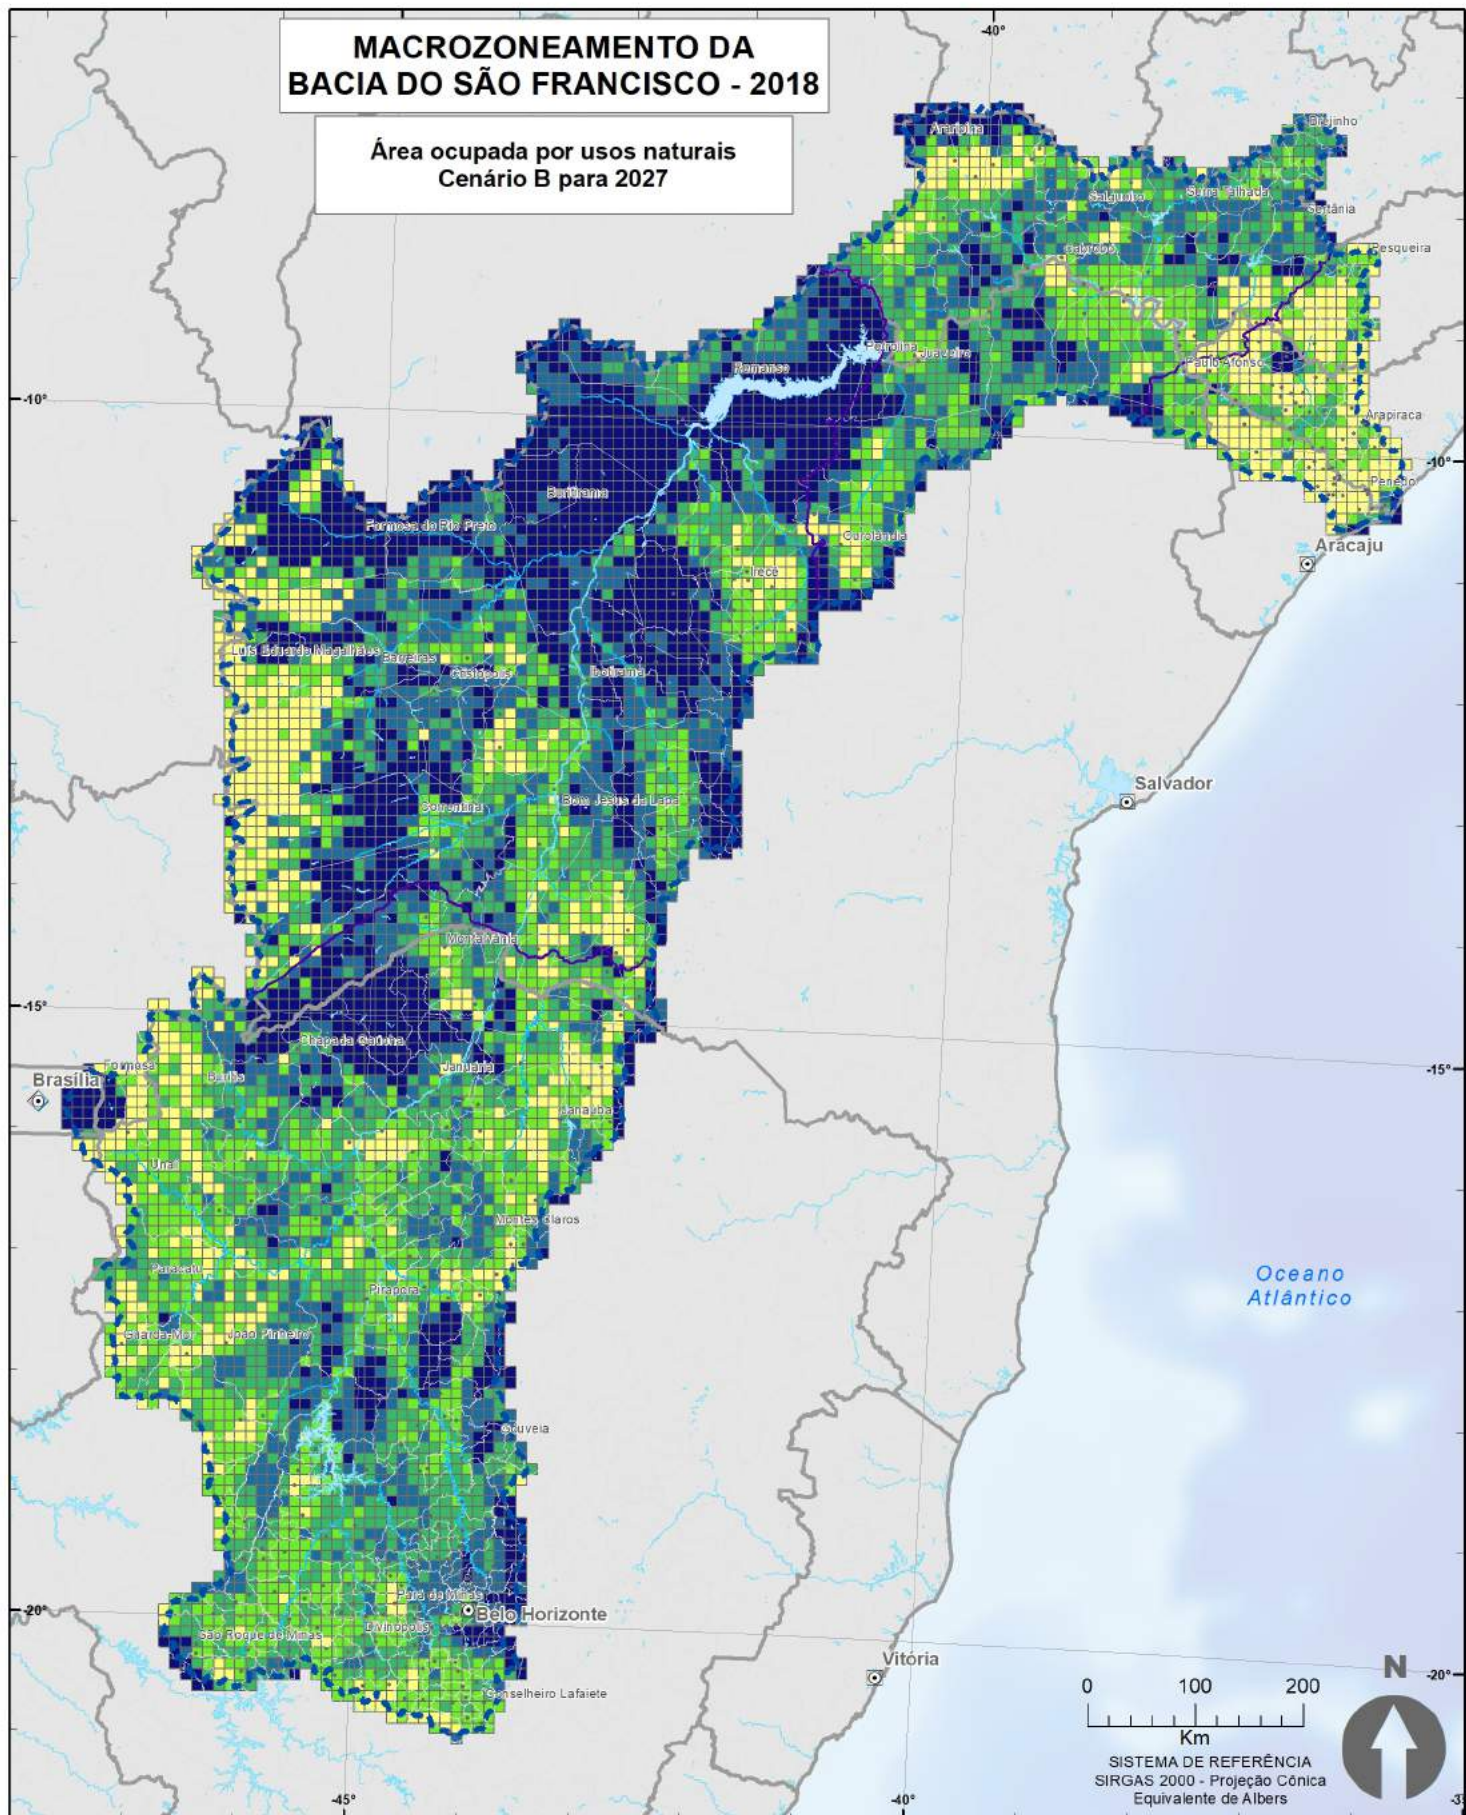 -40°
MACROZONEAMENTO DA
BACIA DO SÃO FRANCISCO - 2018
Área ocupada por usos naturais
Cenário B para 2027
Araripina
Brejinho
Salgueiro
Serra Talhada
Sertânia
Cabrobó
Pesqueira
Petrolina
Juazeiro
Paulo Afonso
Remanso
-10°
Arapiraca
-10°
Penedo
Buritirama
Formosa do Rio Preto
Ourolândia
Aracaju
Irecê
Luís Eduardo Magalhães
Barreiras
Cristópolis
Ibotirama
Salvador
Correntina
Bom Jesus da Lapa
Montalvânia
-15°
Chapada Gaúcha
Formosa
Brasília
Buritis
Januária
-15°
Janaúba
Unaí
Montes Claros
Paracatu
Pirapora
Oceano
Atlântico
Guarda-Mor
João Pinheiro
Gouveia
Pará de Minas
-20°
Belo Horizonte
São Roque de Minas
Divinópolis
Vitória
N
-20°
Conselheiro Lafaiete
0 100 200
Km
SISTEMA DE REFERÊNCIA
SIRGAS 2000 - Projeção Cônica
Equivalente de Albers
-45°
-40°